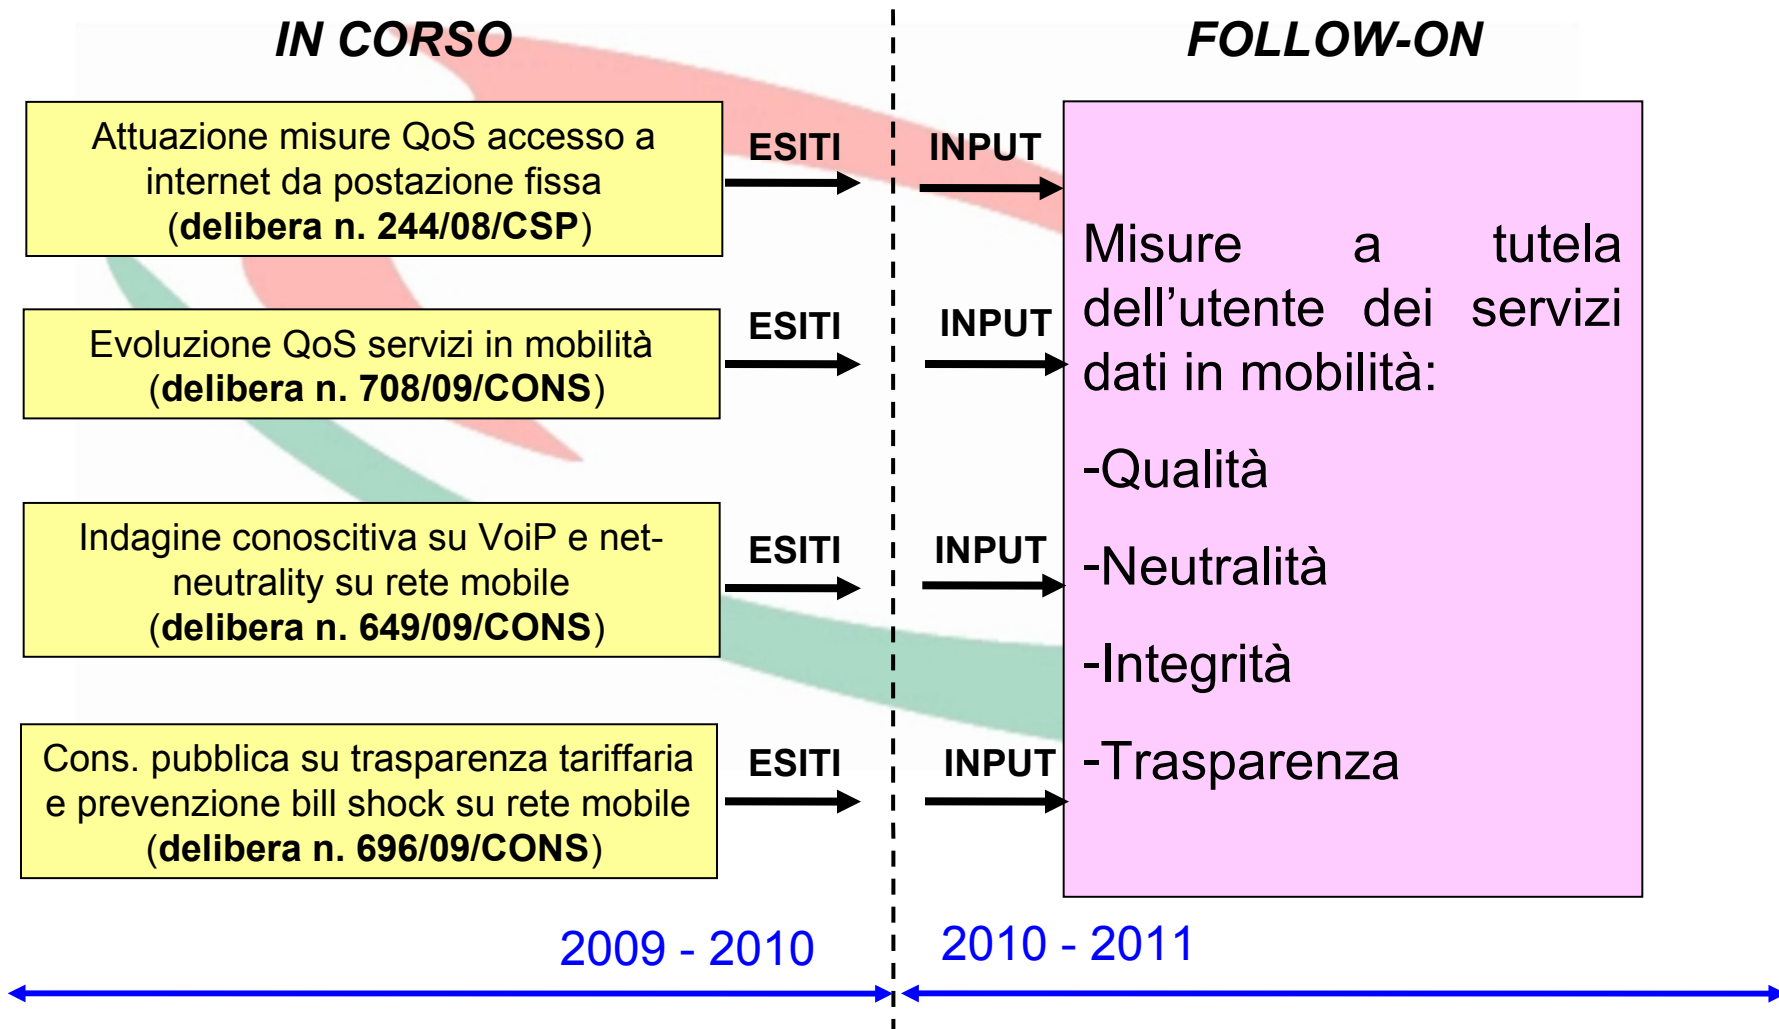 IN CORSO
FOLLOW-ON
Attuazione misure QoS accesso a
internet da postazione fissa
(delibera n. 244/08/CSP)
ESITI
INPUT
Evoluzione QoS servizi in mobilità
(delibera n. 708/09/CONS)
ESITI
INPUT
Indagine conoscitiva su VoiP e net-
neutrality su rete mobile
(delibera n. 649/09/CONS)
ESITI
INPUT
Cons. pubblica su trasparenza tariffaria
e prevenzione bill shock su rete mobile
(delibera n. 696/09/CONS)
ESITI
INPUT
Misure a tutela
dell’utente dei servizi
dati in mobilità:
-Qualità
-Neutralità
-Integrità
-Trasparenza
2009 - 2010
2010 - 2011